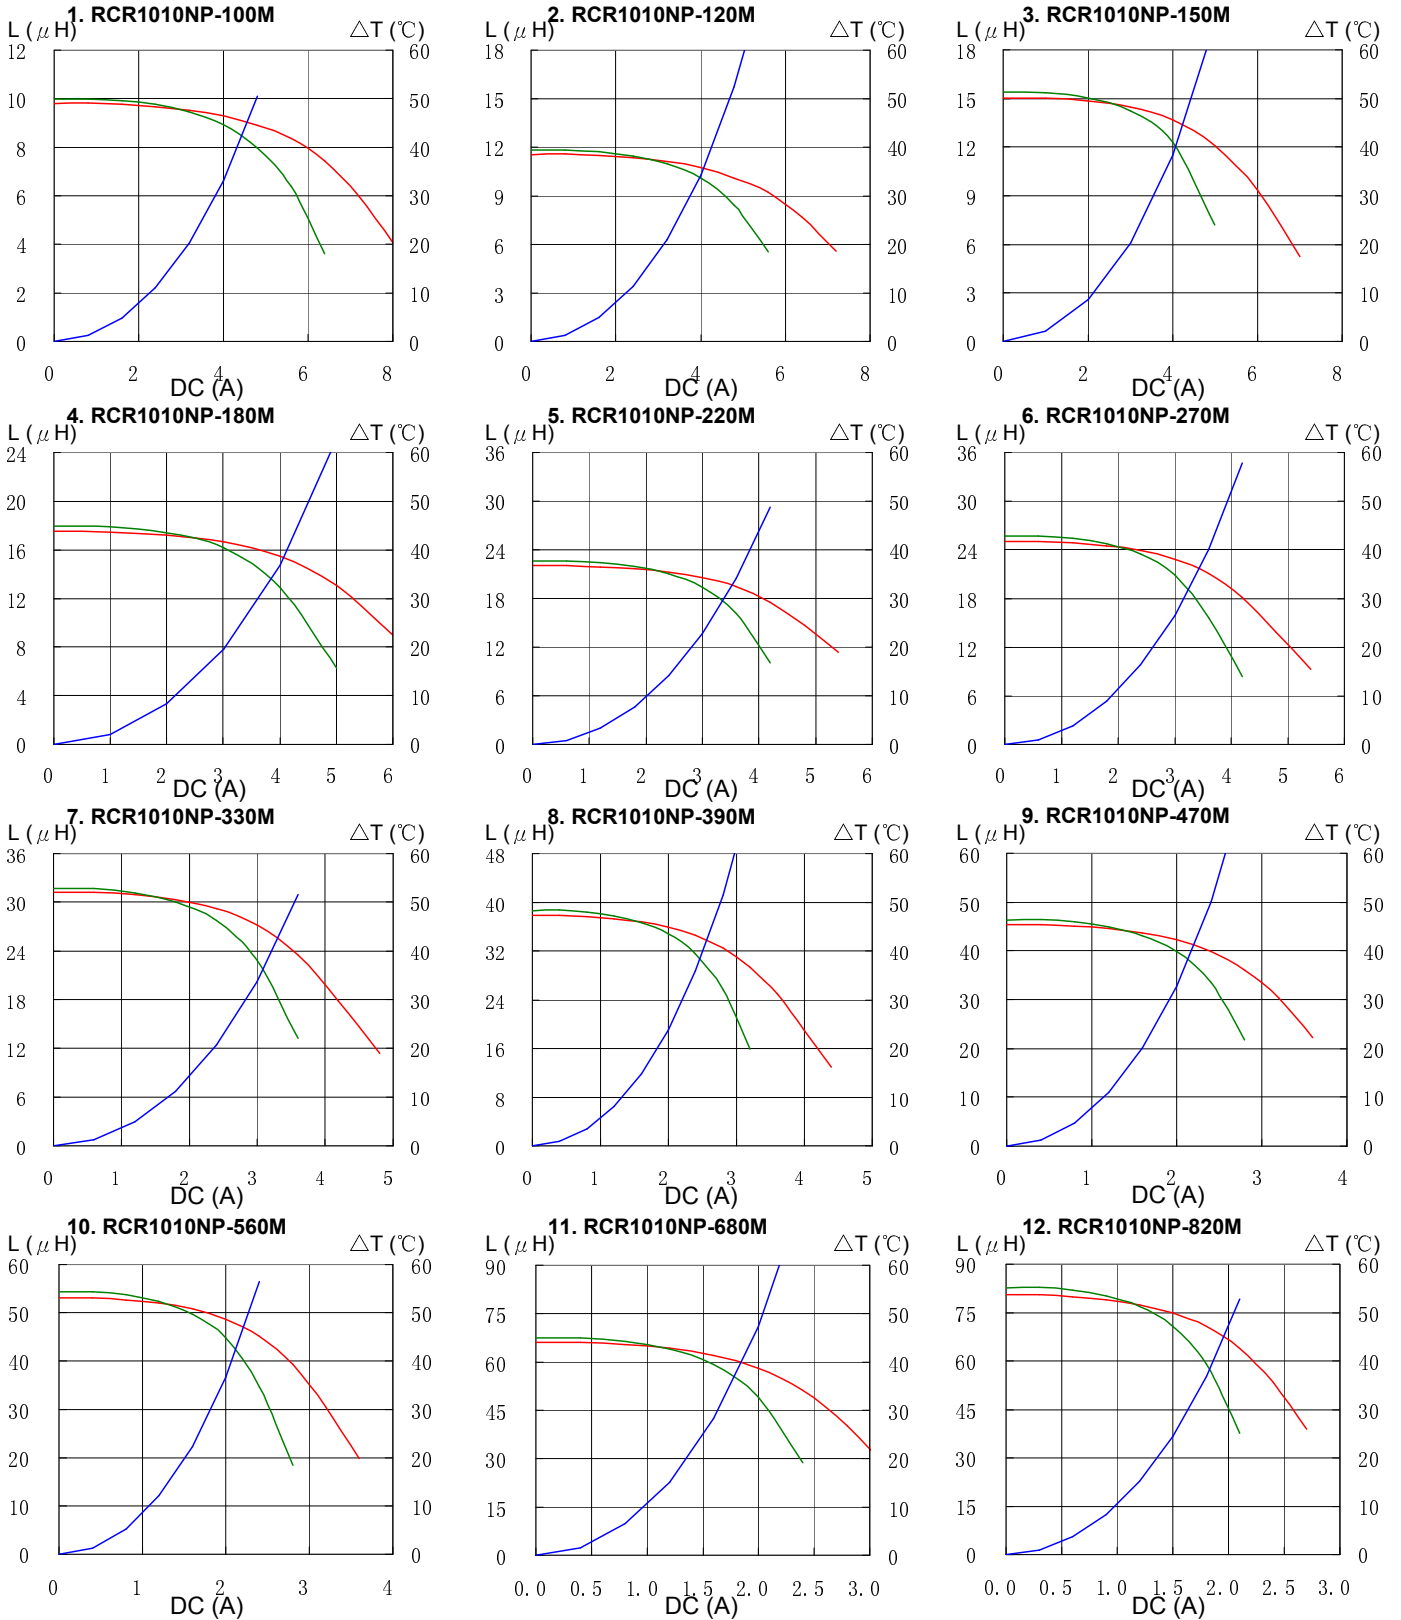 1. RCR1010NP-100M
L ( μ H)
△T (℃)
12
10
8
6
4
2
0
60
50
40
30
20
10
0
0 2 4 6 8
DC (A)
2. RCR1010NP-120M
L ( μ H)
△T (℃)
18
15
12
9
6
3
0
60
50
40
30
20
10
0
0 2 4 6 8
DC (A)
3. RCR1010NP-150M
L ( μ H)
△T (℃)
18
15
12
9
6
3
0
60
50
40
30
20
10
0
0 2 4 6 8
DC (A)
4. RCR1010NP-180M
L ( μ H)
△T (℃)
24
20
16
12
8
4
0
60
50
40
30
20
10
0
0 1 2 3 4 5 6
DC (A)
5. RCR1010NP-220M
L ( μ H)
△T (℃)
36
30
24
18
12
6
0
60
50
40
30
20
10
0
0 1 2 3 4 5 6
DC (A)
6. RCR1010NP-270M
L ( μ H)
△T (℃)
36
30
24
18
12
6
0
60
50
40
30
20
10
0
0 1 2 3 4 5 6
DC (A)
7. RCR1010NP-330M
L ( μ H)
△T (℃)
36
30
24
18
12
6
0
60
50
40
30
20
10
0
0 1 2 3 4 5
DC (A)
8. RCR1010NP-390M
L ( μ H)
△T (℃)
48
40
32
24
16
8
0
60
50
40
30
20
10
0
0 1 2 3 4 5
DC (A)
9. RCR1010NP-470M
L ( μ H)
△T (℃)
60
50
40
30
20
10
0
60
50
40
30
20
10
0
0 1 2 3 4
DC (A)
10. RCR1010NP-560M
L ( μ H)
△T (℃)
60
50
40
30
20
10
0
60
50
40
30
20
10
0
0 1 2 3 4
DC (A)
11. RCR1010NP-680M
L ( μ H)
△T (℃)
90
75
60
45
30
15
0
60
50
40
30
20
10
0
0.0 0.5 1.0 1.5 2.0 2.5 3.0
DC (A)
12. RCR1010NP-820M
L ( μ H)
△T (℃)
90
75
60
45
30
15
0
60
50
40
30
20
10
0
0.0 0.5 1.0 1.5 2.0 2.5 3.0
DC (A)